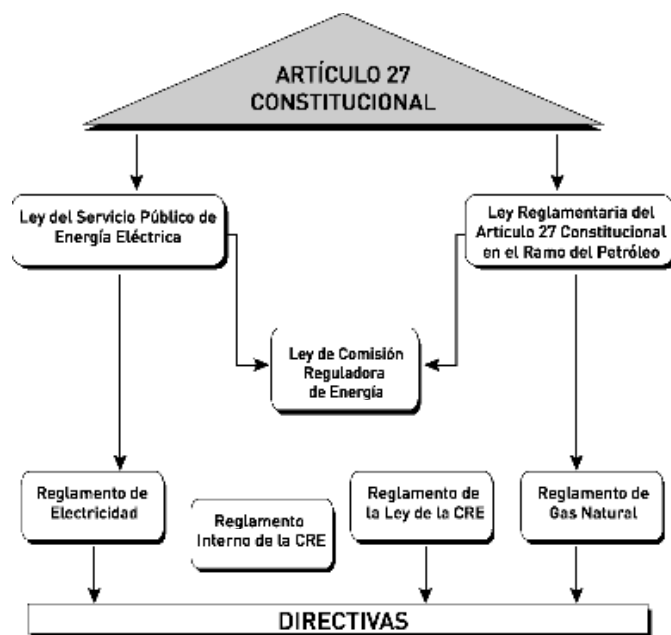 ARTÍCULO 27
CONSTITUCIONAL
Ley del Servicio Público de
Energía Eléctrica
Ley Reglamentaria del
Artículo 27 Constitucional
en el Ramo del Petróleo
Ley de Comisión
Reguladora
de Energía
Reglamento de
Electricidad
Reglamento
Interno de la CRE
Reglamento de
la Ley de la CRE
Reglamento de
Gas Natural
DIRECTIVAS